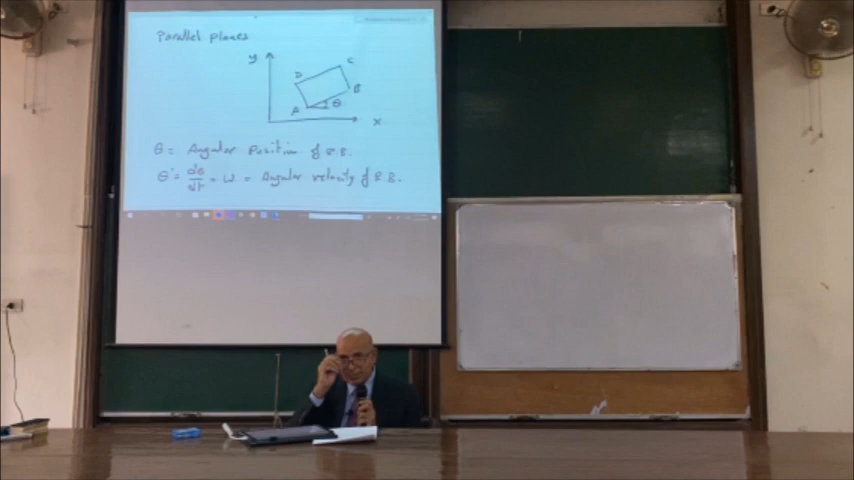 Parallel planes
y
C
D
B
θ
A
x
θ = Angular Position of R.B.
θ˙ = dθ/dt = ω = Angular velocity of R.B.